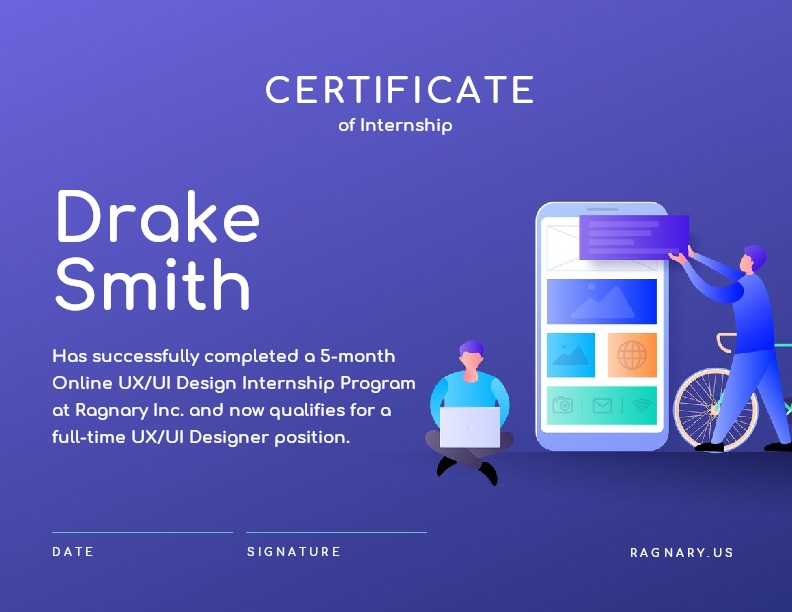 CERTIFICATE
of Internship
Drake
Smith
Has successfully completed a 5-month
Online UX/UI Design Internship Program
at Ragnary Inc. and now qualifies for a
full-time UX/UI Designer position.
DATE
SIGNATURE
RAGNARY.US